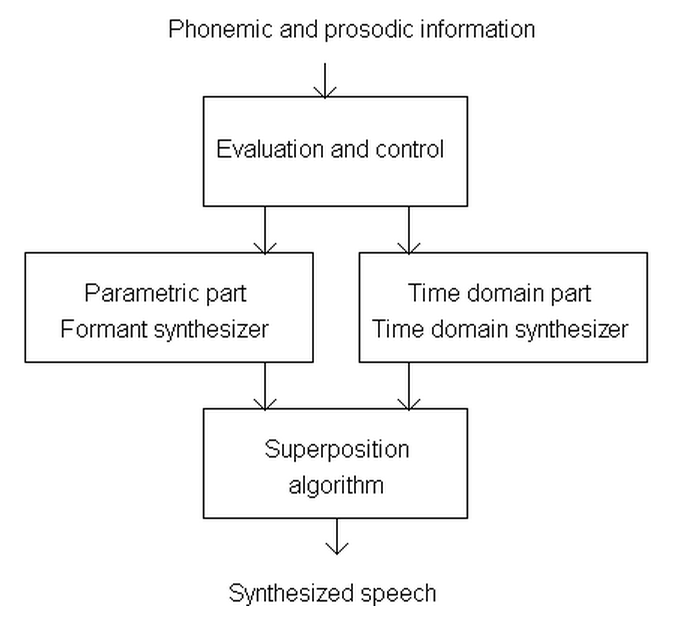 Phonemic and prosodic information
Evaluation and control
Parametric part
Formant synthesizer
Time domain part
Time domain synthesizer
Superposition
algorithm
Synthesized speech